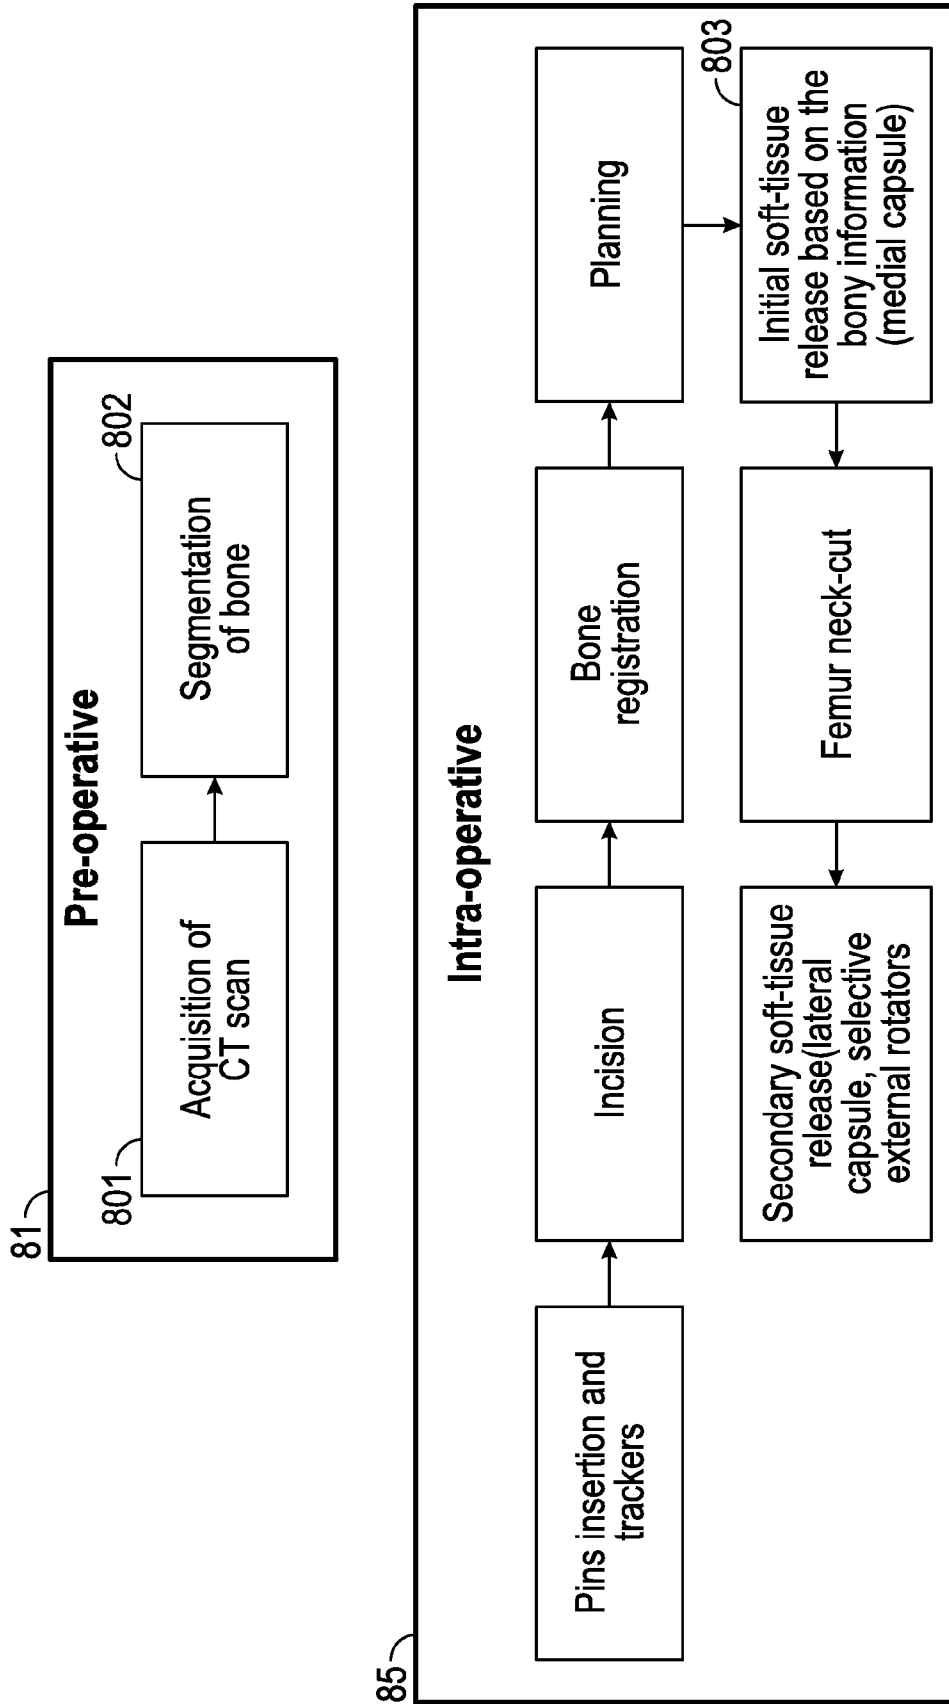 81
Pre-operative
801
Acquisition of
CT scan
802
Segmentation
of bone
85
Intra-operative
Pins insertion and
trackers
Incision
Bone
registration
Planning
803
Initial soft-tissue
release based on the
bony information
(medial capsule)
Femur neck-cut
Secondary soft-tissue
release(lateral
capsule, selective
external rotators